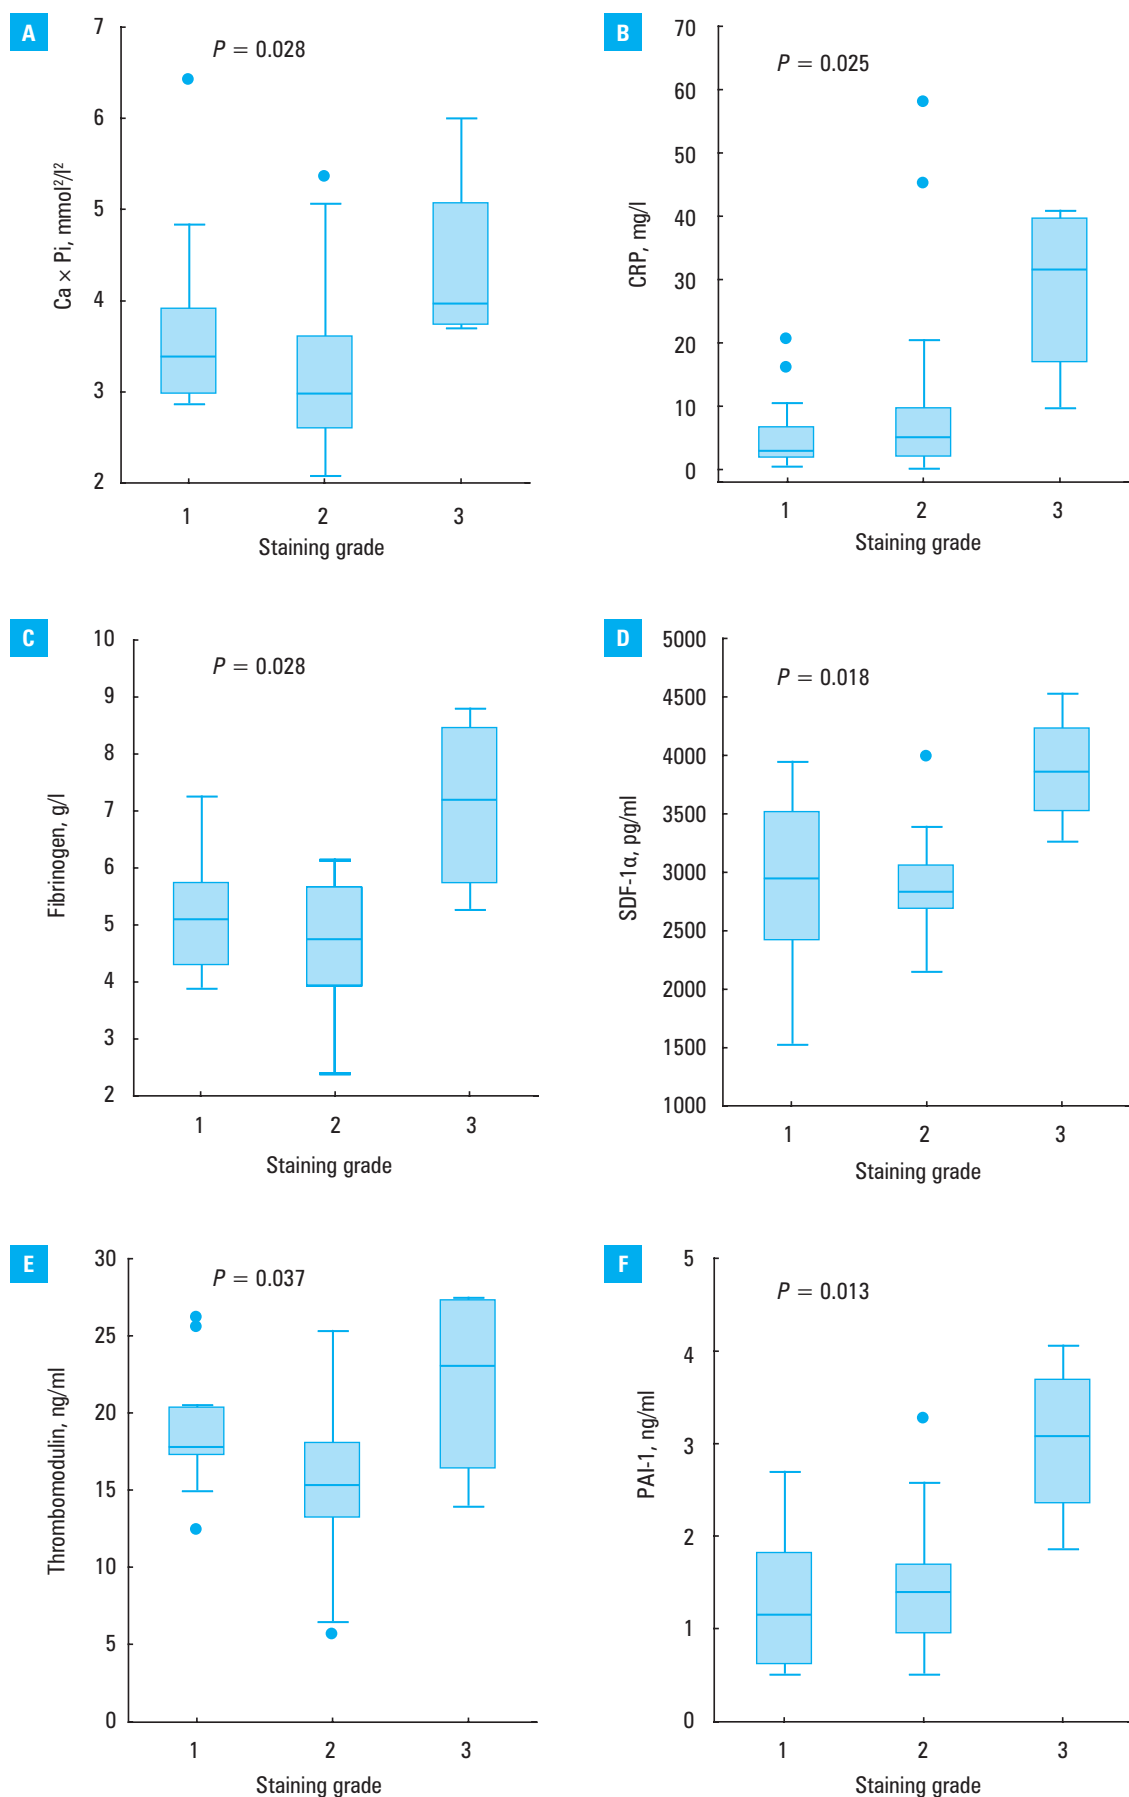 A
P = 0.028
Ca × Pi, mmol²/l²
7
6
5
4
3
2
1 2 3
Staining grade
B
P = 0.025
CRP, mg/l
70
60
50
40
30
20
10
0
1 2 3
Staining grade
C
P = 0.028
Fibrinogen, g/l
10
9
8
7
6
5
4
3
2
1 2 3
Staining grade
D
P = 0.018
SDF-1α, pg/ml
5000
4500
4000
3500
3000
2500
2000
1500
1000
1 2 3
Staining grade
E
P = 0.037
Thrombomodulin, ng/ml
30
25
20
15
10
5
0
1 2 3
Staining grade
F
P = 0.013
PAI-1, ng/ml
5
4
3
2
1
0
1 2 3
Staining grade